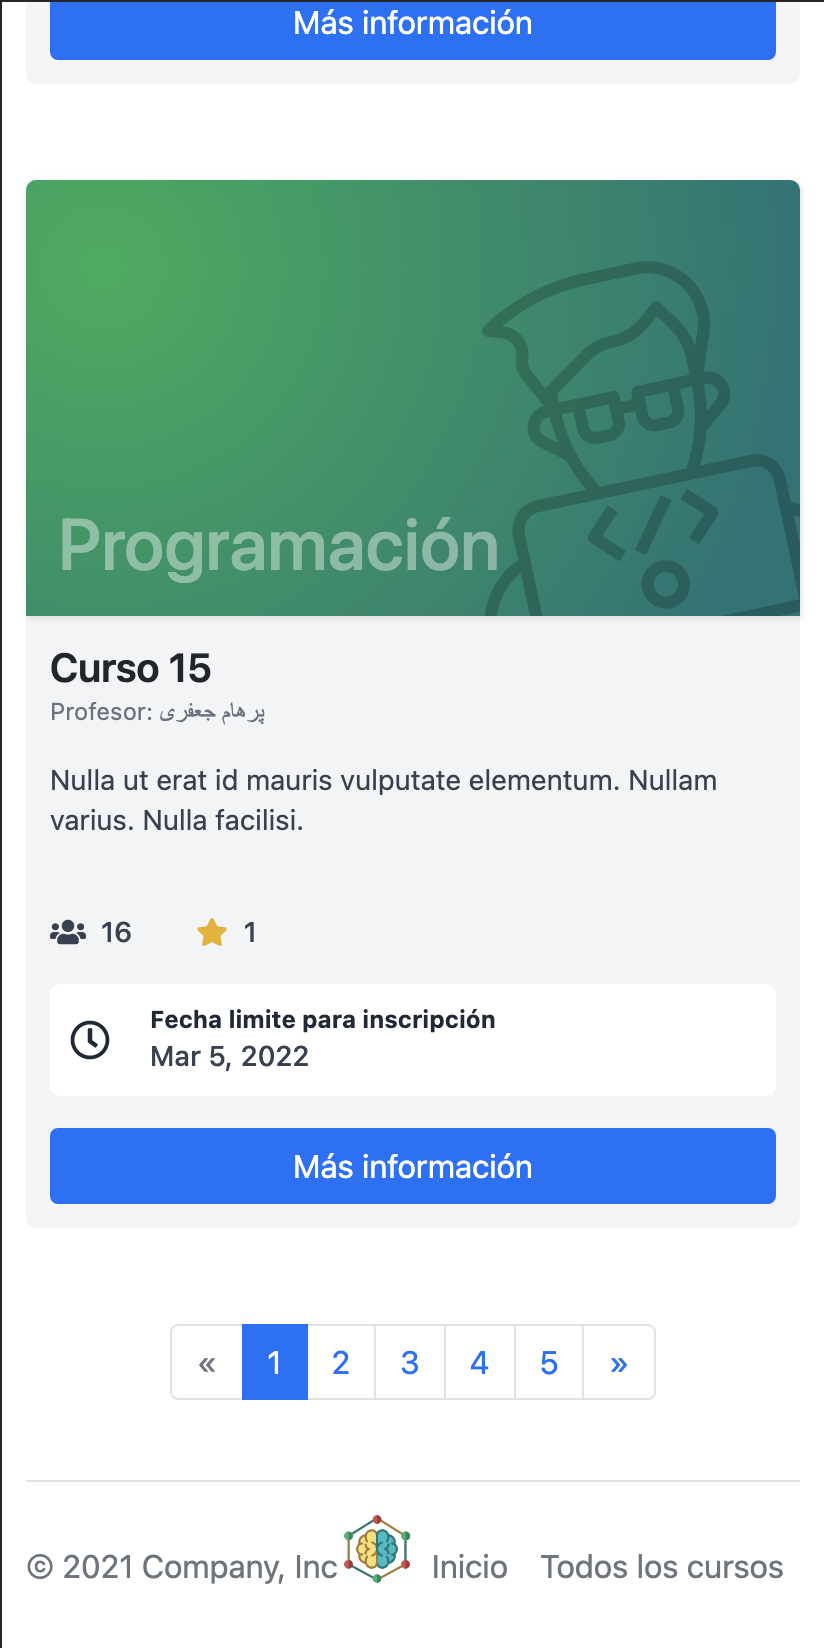 Más información
Programación
Curso 15
Profesor: پرهام جعفری
Nulla ut erat id mauris vulputate elementum. Nullam
varius. Nulla facilisi.
16 1
Fecha limite para inscripción
Mar 5, 2022
Más información
« 1 2 3 4 5 »
© 2021 Company, Inc Inicio Todos los cursos